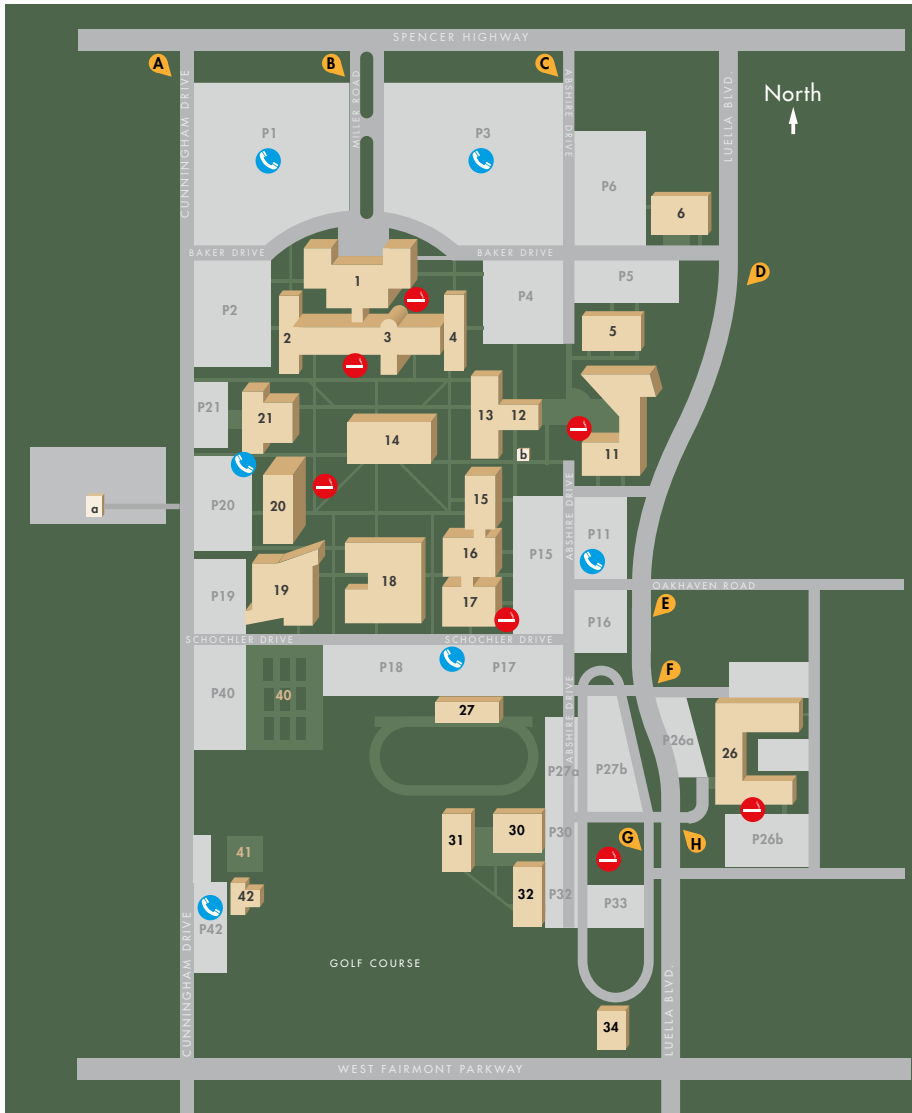 SPENCER HIGHWAY
A
B
C
CUNNINGHAM DRIVE
MILLER ROAD
ABSHIRE DRIVE
LUELLA BLVD.
North
P1
P3
P6
6
BAKER DRIVE
BAKER DRIVE
D
P2
1
P4
P5
2
3
4
5
P21
21
13
12
14
11
b
a
P20
20
15
ABSHIRE DRIVE
P11
P15
16
18
19
P19
17
OAKHAVEN ROAD
E
P16
SCHOCHLER DRIVE
SCHOCHLER DRIVE
P18
P17
F
P40
40
27
ABSHIRE DRIVE
P26a
26
P27a
P27b
31
30
P30
G
H
P26b
41
42
32
P32
P33
P42
CUNNINGHAM DRIVE
GOLF COURSE
LUELLA BLVD.
34
WEST FAIRMONT PARKWAY